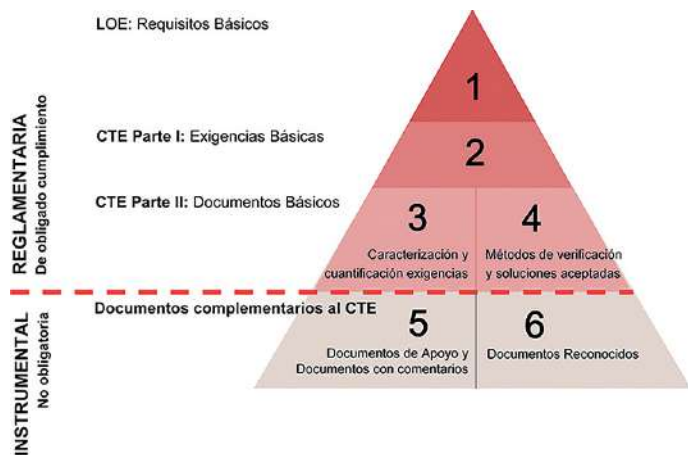 LOE: Requisitos Básicos
1
CTE Parte I: Exigencias Básicas
2
CTE Parte II: Documentos Básicos
3
Caracterización y
cuantificación exigencias
4
Métodos de verificación
y soluciones aceptadas
REGLAMENTARIA
De obligado cumplimiento
Documentos complementarios al CTE
5
Documentos de Apoyo y
Documentos con comentarios
6
Documentos Reconocidos
INSTRUMENTAL
No obligatoria